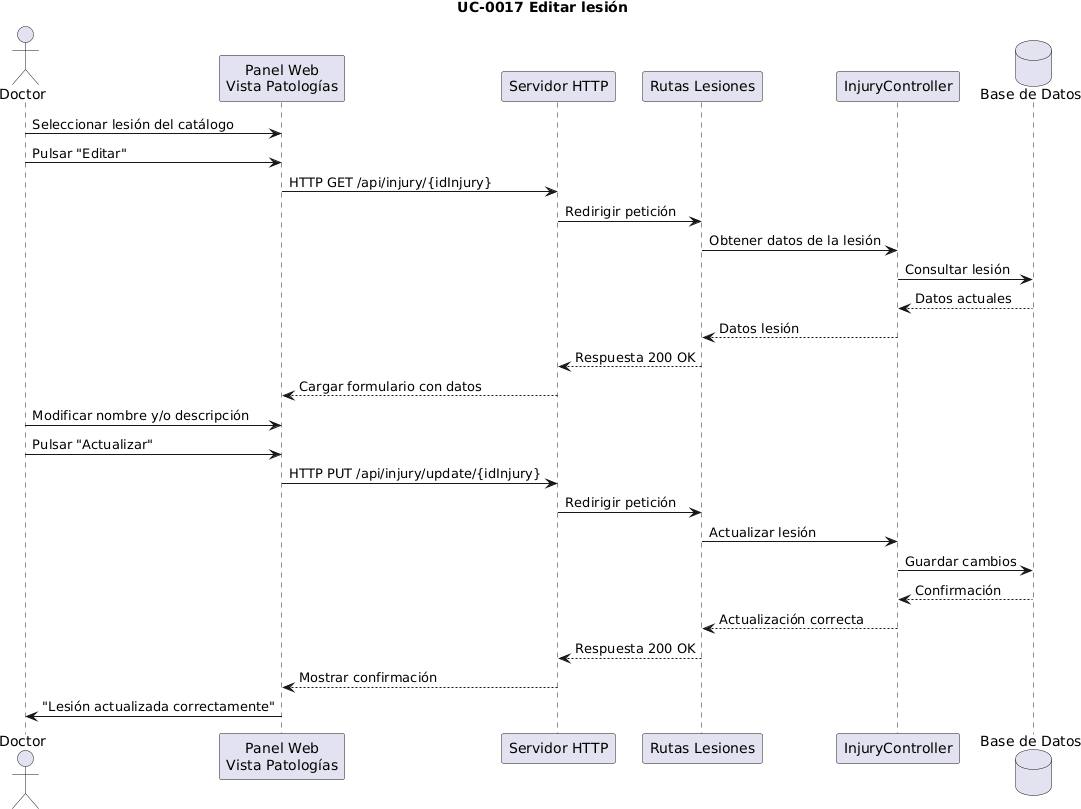 UC-0017 Editar lesión
Doctor
Panel Web
Vista Patologías
Servidor HTTP
Rutas Lesiones
InjuryController
Base de Datos
Seleccionar lesión del catálogo
Pulsar "Editar"
HTTP GET /api/injury/{idInjury}
Redirigir petición
Obtener datos de la lesión
Consultar lesión
Datos actuales
Datos lesión
Respuesta 200 OK
Cargar formulario con datos
Modificar nombre y/o descripción
Pulsar "Actualizar"
HTTP PUT /api/injury/update/{idInjury}
Redirigir petición
Actualizar lesión
Guardar cambios
Confirmación
Actualización correcta
Respuesta 200 OK
Mostrar confirmación
"Lesión actualizada correctamente"
Doctor
Panel Web
Vista Patologías
Servidor HTTP
Rutas Lesiones
InjuryController
Base de Datos